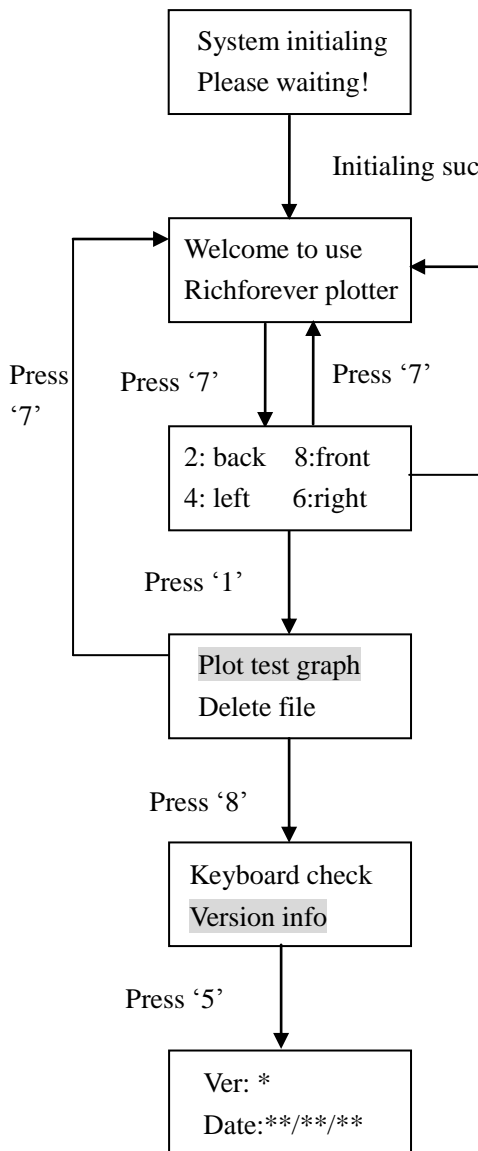 System initialing
Please waiting!
Initialing suc
Welcome to use
Richforever plotter
Press
‘7’
Press ‘7’
Press ‘7’
2: back 8:front
4: left 6:right
Press ‘1’
Plot test graph
Delete file
Press ‘8’
Keyboard check
Version info
Press ‘5’
Ver: *
Date:**/**/**